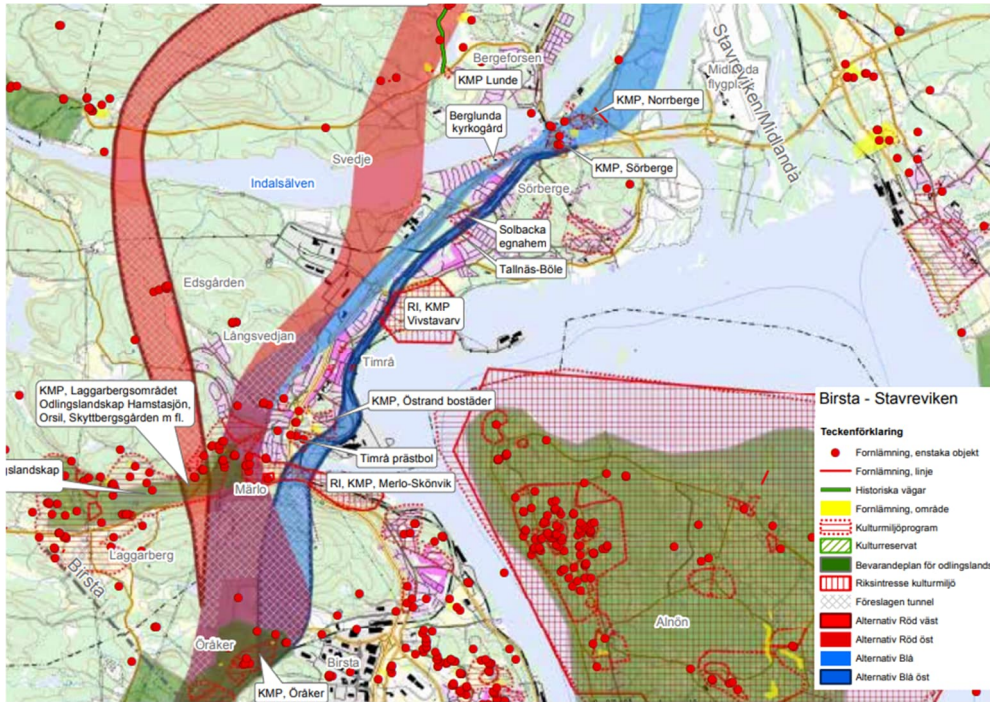 Bergeforsen
KMP Lunde
Midlanda
flygpla
Stavreviken/Midlanda
KMP, Norrberge
Berglunda
kyrkogård
Svedje
KMP, Sörberge
Indalsälven
Sörberge
Solbacka
egnahem
Tallnäs-Böle
Edsgården
RI, KMP
Vivstavarv
Långsvedjan
Timrå
KMP, Laggarbergsområdet
Odlingslandskap Hamstasjön,
Orsil, Skyttbergsgården m fl.
KMP, Östrand bostäder
Timrå prästbol
gslandskap
RI, KMP, Merlo-Skönvik
Märlo
Laggarberg
Birsta
Öråker
Birsta
KMP, Öråker
Alnön
Birsta - Stavreviken
Teckenförklaring
Fornlämning, enstaka objekt
Fornlämning, linje
Historiska vägar
Fornlämning, område
Kulturmiljöprogram
Kulturreservat
Bevarandeplan för odlingslands
Riksintresse kulturmiljö
Föreslagen tunnel
Alternativ Röd väst
Alternativ Röd öst
Alternativ Blå
Alternativ Blå öst